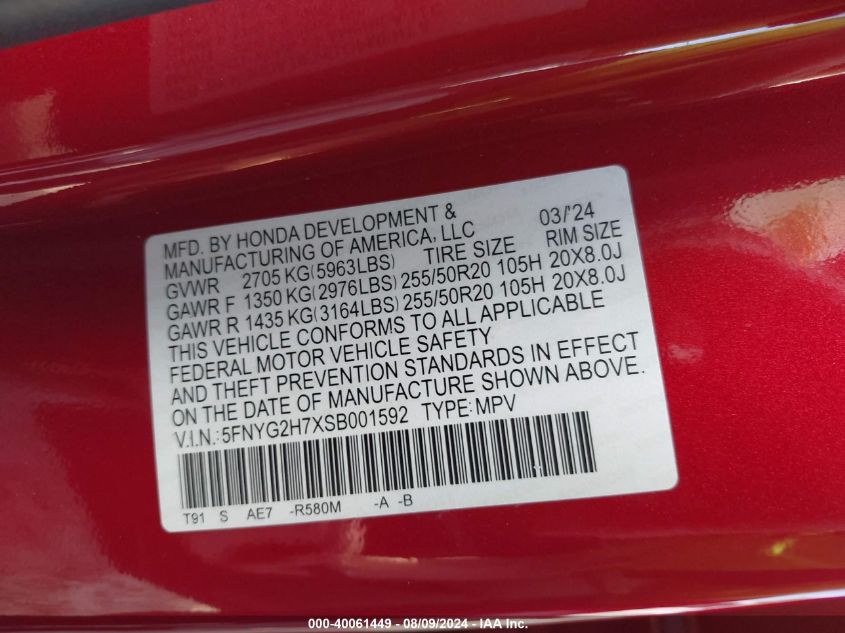 MFD. BY HONDA DEVELOPMENT & 03/'24
MANUFACTURING OF AMERICA, LLC
GVWR 2705 KG(5963LBS) TIRE SIZE RIM SIZE
GAWR F 1350 KG(2976LBS) 255/50R20 105H 20X8.0J
GAWR R 1435 KG(3164LBS) 255/50R20 105H 20X8.0J
THIS VEHICLE CONFORMS TO ALL APPLICABLE
FEDERAL MOTOR VEHICLE SAFETY
AND THEFT PREVENTION STANDARDS IN EFFECT
ON THE DATE OF MANUFACTURE SHOWN ABOVE.
V.I.N.:5FNYG2H7XSB001592 TYPE:MPV
T91 S AE7 -R580M -A -B
000-40061449 - 08/09/2024 - IAA Inc.